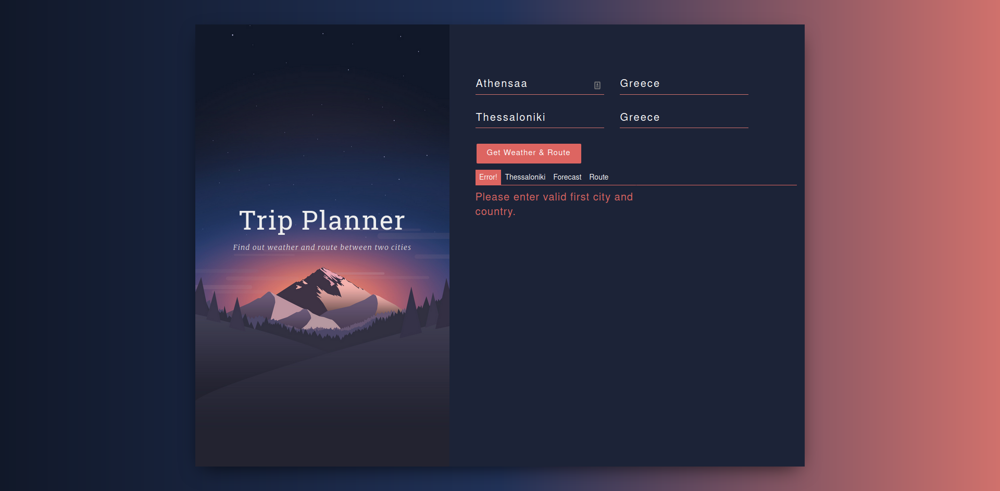 Trip Planner
Find out weather and route between two cities
Athensaa
Greece
Thessaloniki
Greece
Get Weather & Route
Error! Thessaloniki Forecast Route
Please enter valid first city and
country.